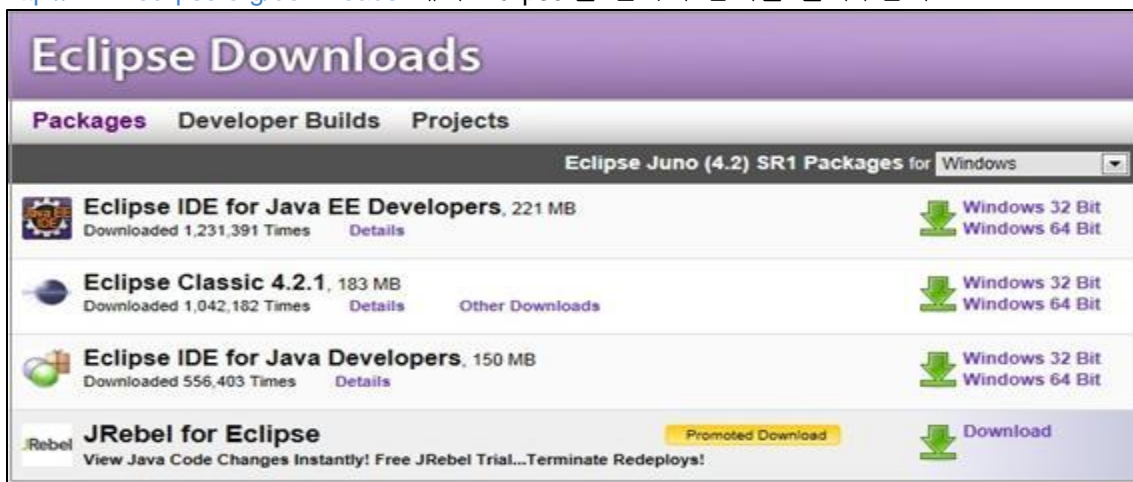 Eclipse Downloads
Packages Developer Builds Projects
Eclipse Juno (4.2) SR1 Packages for Windows
Eclipse IDE for Java EE Developers, 221 MB
Downloaded 1,231,391 Times Details
Windows 32 Bit
Windows 64 Bit
Eclipse Classic 4.2.1, 183 MB
Downloaded 1,042,182 Times Details Other Downloads
Windows 32 Bit
Windows 64 Bit
Eclipse IDE for Java Developers, 150 MB
Downloaded 556,403 Times Details
Windows 32 Bit
Windows 64 Bit
JRebel JRebel for Eclipse Promoted Download Download
View Java Code Changes Instantly! Free JRebel Trial...Terminate Redeploys!